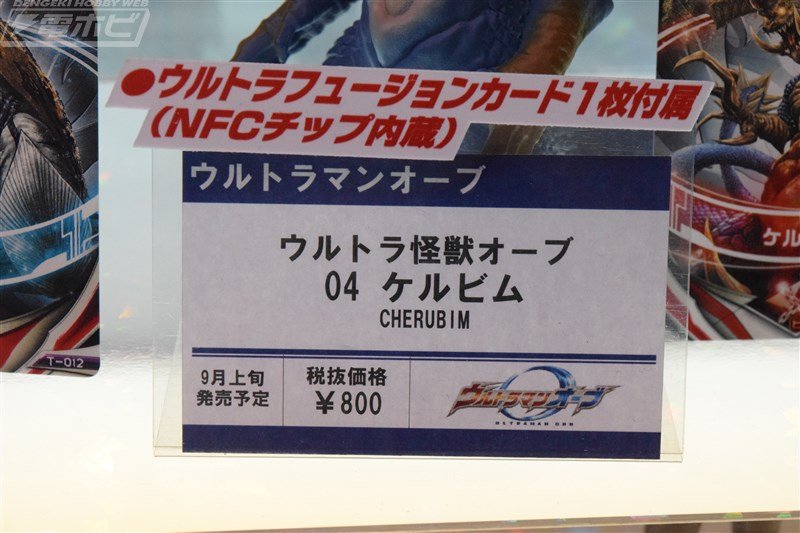 DENGEKI HOBBY WEB
電ホビ
●ウルトラフュージョンカード1枚付属
(NFCチップ内蔵)
ウルトラマンオーブ
ウルトラ怪獣オーブ
04 ケルビム
CHERUBIM
9月上旬
発売予定
税抜価格
¥800
ウルトラマンオーブ
ULTRAMAN ORB
T-012
ケル